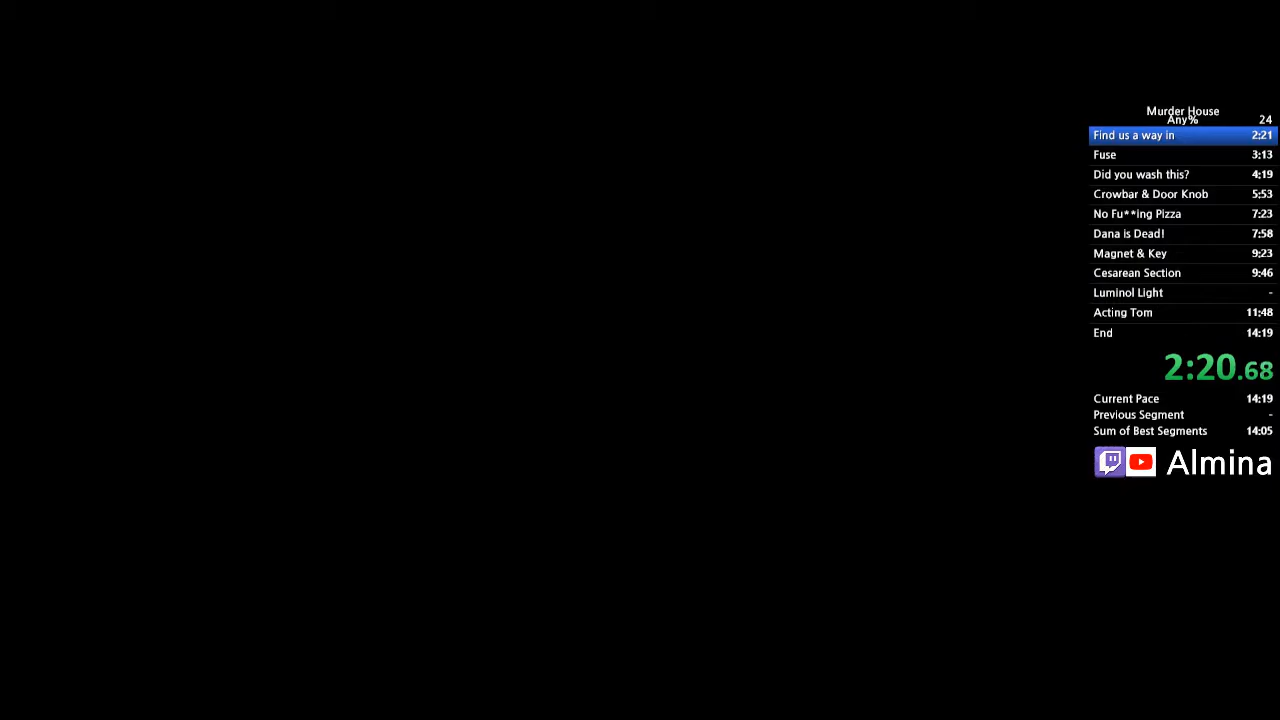 Murder House
Any% 24
Find us a way in 2:21
Fuse 3:13
Did you wash this? 4:19
Crowbar & Door Knob 5:53
No Fu**ing Pizza 7:23
Dana is Dead! 7:58
Magnet & Key 9:23
Cesarean Section 9:46
Luminol Light -
Acting Tom 11:48
End 14:19
2:20.68
Current Pace 14:19
Previous Segment -
Sum of Best Segments 14:05
Almina